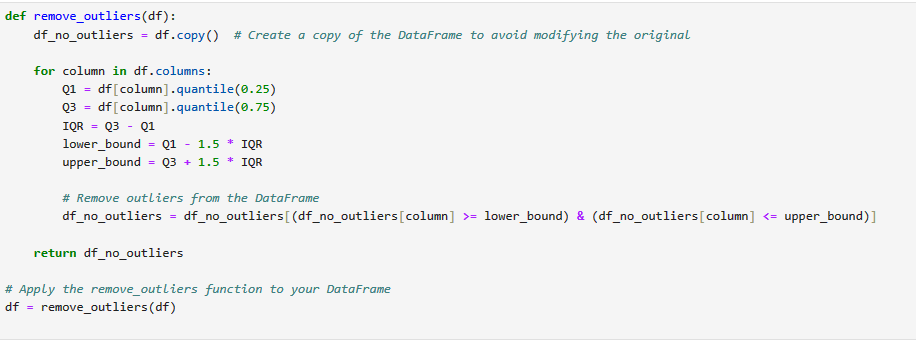 def remove_outliers(df):
    df_no_outliers = df.copy()  # Create a copy of the DataFrame to avoid modifying the original

    for column in df.columns:
        Q1 = df[column].quantile(0.25)
        Q3 = df[column].quantile(0.75)
        IQR = Q3 - Q1
        lower_bound = Q1 - 1.5 * IQR
        upper_bound = Q3 + 1.5 * IQR

        # Remove outliers from the DataFrame
        df_no_outliers = df_no_outliers[(df_no_outliers[column] >= lower_bound) & (df_no_outliers[column] <= upper_bound)]

    return df_no_outliers

# Apply the remove_outliers function to your DataFrame
df = remove_outliers(df)